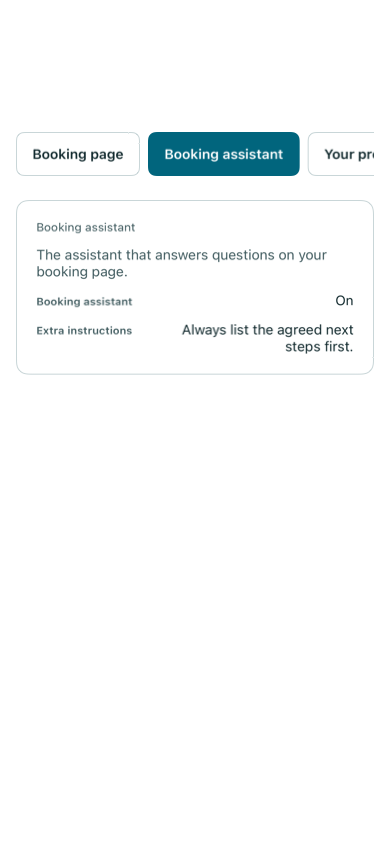 Booking page
Booking assistant
Your pr
Booking assistant
The assistant that answers questions on your
booking page.
Booking assistant
On
Extra instructions
Always list the agreed next
steps first.